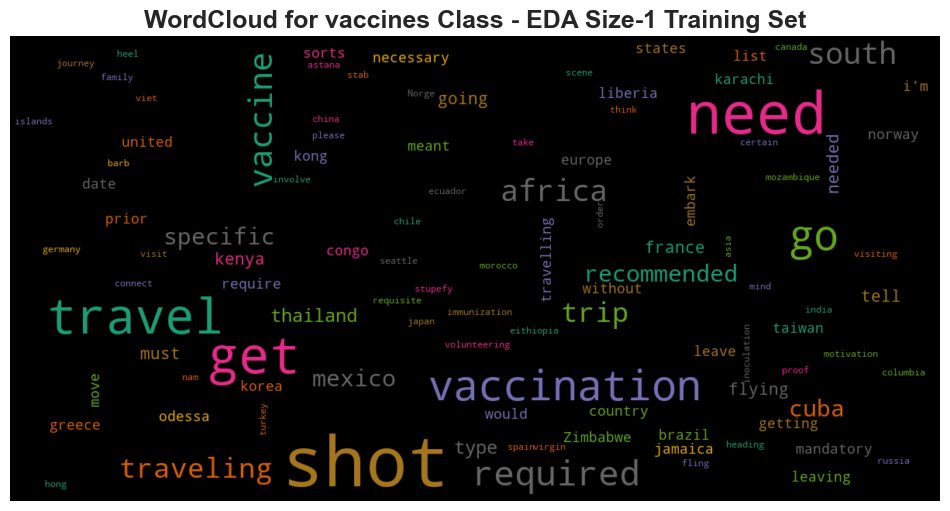 WordCloud for vaccines Class - EDA Size-1 Training Set
heel
journey
family
viet
islands
united
barb
date
vaccine
sorts
astana
stab
necessary
Norge
going
china
please
kong
involve
meant
ecuador
states
scene
liberia
think
take
europe
canada
list
karachi
south
i'm
need
norway
certain
needed
mozambique
africa
order
embark
prior
specific
kenya
germany
visit
connect
require
congo
chile
seattle
morocco
stupefy
requisite
travelling
france
asia
recommended
without
mind
go
visiting
tell
travel
thailand
japan
immunization
eithiopia
volunteering
trip
india
taiwan
inoculation
motivation
leave
proof
columbia
must
get
nam
korea
mexico
move
turkey
odessa
greece
vaccination
would
country
flying
cuba
getting
traveling
hong
shot
type
spainvirgin
required
Zimbabwe
brazil
jamaica
fling
heading
mandatory
russia
leaving